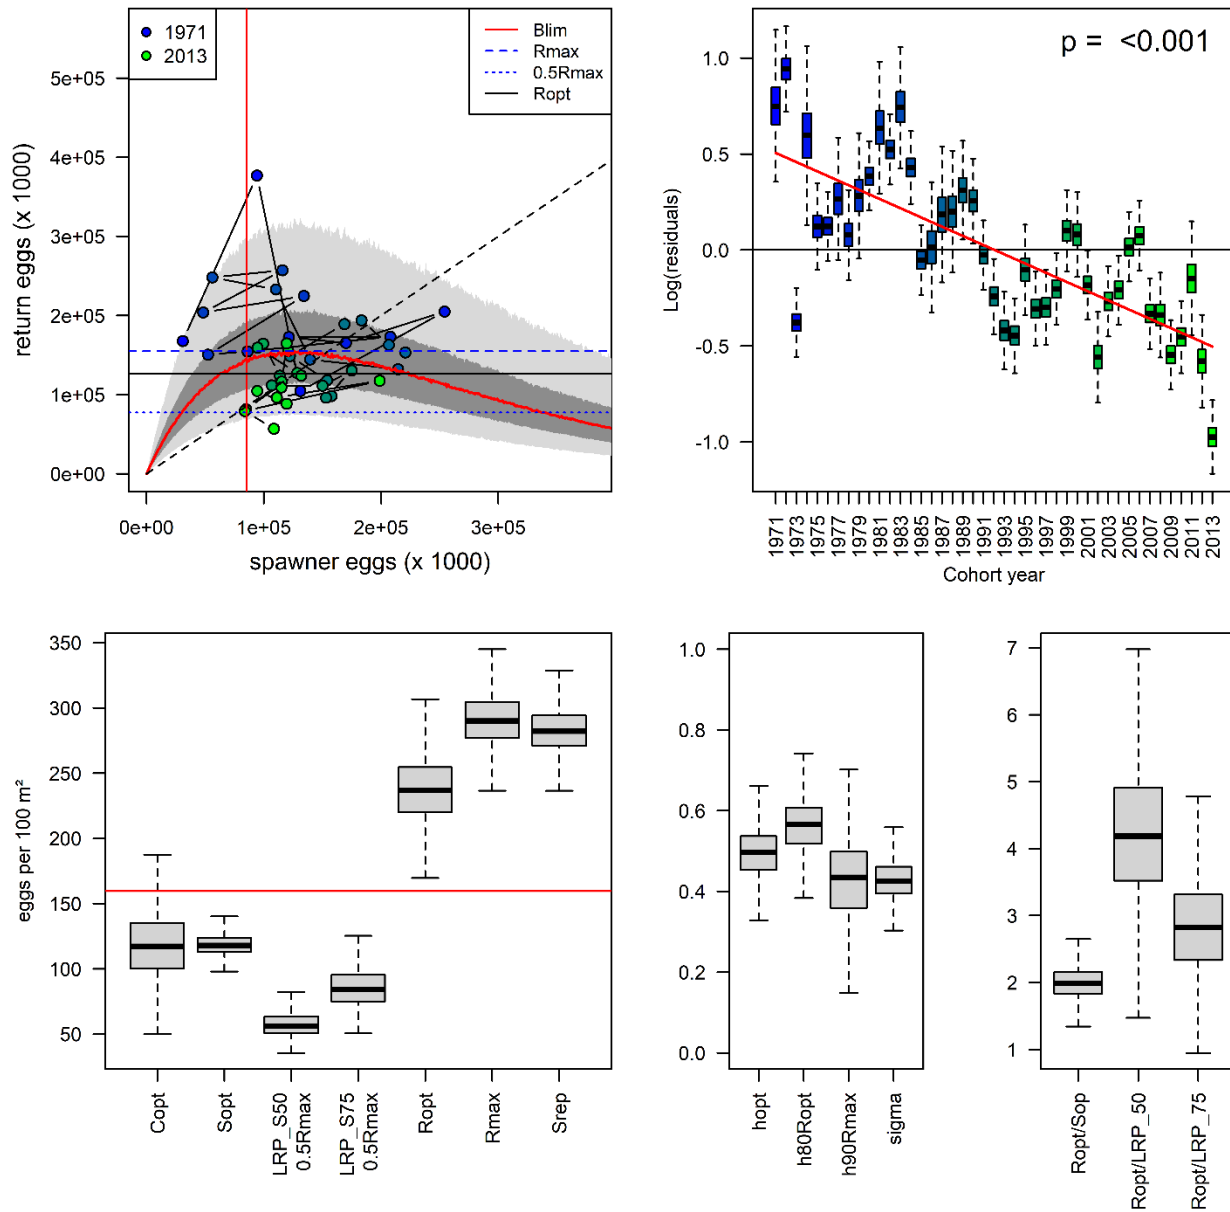 1971
2013
Blim
Rmax
0.5Rmax
Ropt
5e+05
4e+05
3e+05
2e+05
1e+05
0e+00
return eggs (x 1000)
0e+00 1e+05 2e+05 3e+05
spawner eggs (x 1000)
p = <0.001
1.0
0.5
0.0
-0.5
-1.0
Log(residuals)
1971 1973 1975 1977 1979 1981 1983 1985 1987 1989 1991 1993 1995 1997 1999 2001 2003 2005 2007 2009 2011 2013
Cohort year
350
300
250
200
150
100
50
eggs per 100 m²
Copt
Sopt
LRP_S50
0.5Rmax
LRP_S75
0.5Rmax
Ropt
Rmax
Srep
1.0
0.8
0.6
0.4
0.2
0.0
hopt
h80Ropt
h90Rmax
sigma
7
6
5
4
3
2
1
Ropt/Sop
Ropt/LRP_50
Ropt/LRP_75